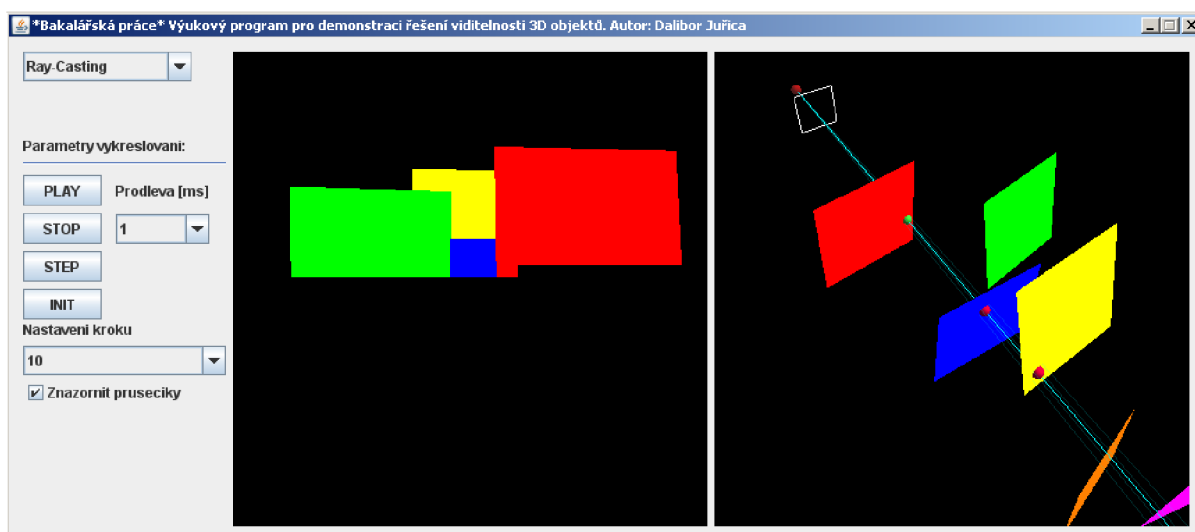 *Bakalářská práce* Výukový program pro demonstraci řešení viditelnosti 3D objektů. Autor: Dalibor Juřica
Ray-Casting
Parametry vykreslovani:
PLAY Prodleva [ms]
STOP 1
STEP
INIT
Nastaveni kroku
10
Znazornit pruseciky